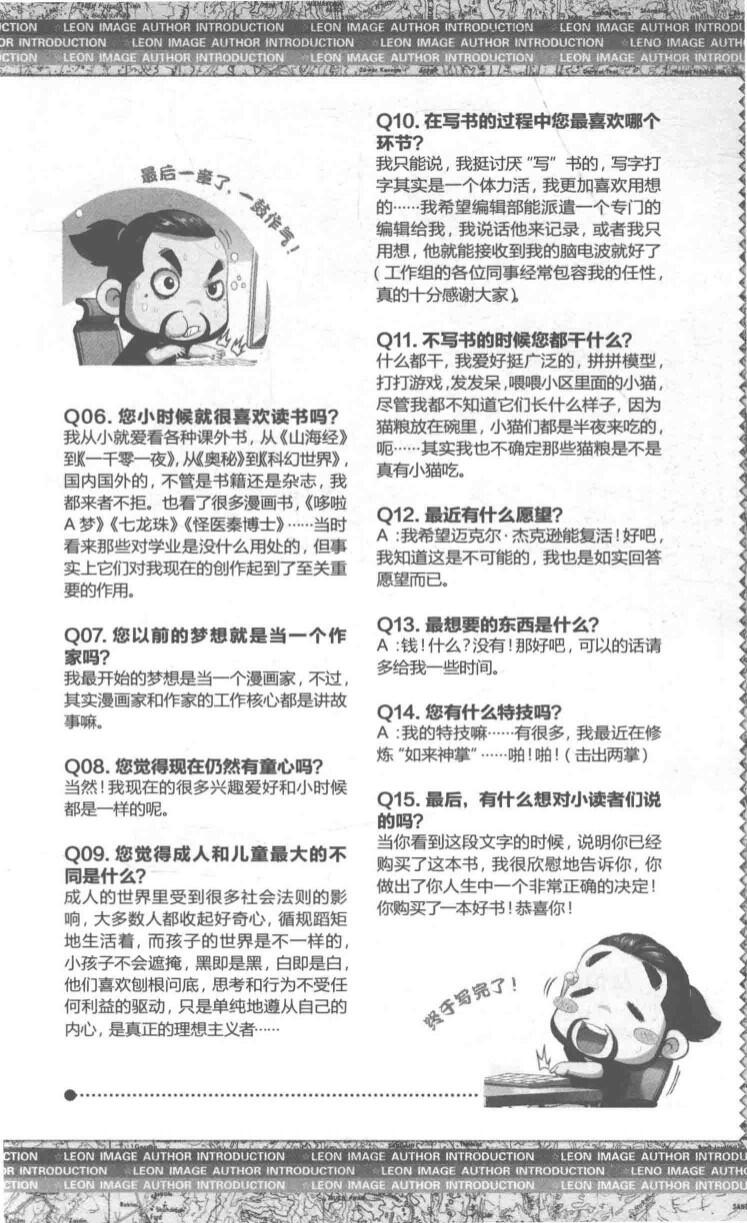 CTION ☆LEON IMAGE AUTHOR INTRODUCTION ☆LEON IMAGE AUTHOR INTRODUCTION ☆LEON IMAGE AUTHOR INTRODU
OR INTRODUCTION ☆LEON IMAGE AUTHOR INTRODUCTION ☆LEON IMAGE AUTHOR INTRODUCTION ☆LENO IMAGE AUTHO
CTION ☆LEON IMAGE AUTHOR INTRODUCTION ☆LEON IMAGE AUTHOR INTRODUCTION ☆LEON IMAGE AUTHOR INTRODU
最后一章了，一鼓作气！
Q06. 您小时候就很喜欢读书吗？
我从小就爱看各种课外书，从《山海经》
到《一千零一夜》，从《奥秘》到《科幻世界》，
国内国外的，不管是书籍还是杂志，我
都来者不拒。也看了很多漫画书，《哆啦
A 梦》《七龙珠》《怪医秦博士》……当时
看来那些对学业是没什么用处的，但事
实上它们对我现在的创作起到了至关重
要的作用。
Q07. 您以前的梦想就是当一个作
家吗？
我最开始的梦想是当一个漫画家，不过，
其实漫画家和作家的工作核心都是讲故
事嘛。
Q08. 您觉得现在仍然有童心吗？
当然！我现在的很多兴趣爱好和小时候
都是一样的呢。
Q09. 您觉得成人和儿童最大的不
同是什么？
成人的世界里受到很多社会法则的影
响，大多数人都收起好奇心，循规蹈矩
地生活着，而孩子的世界是不一样的，
小孩子不会遮掩，黑即是黑，白即是白，
他们喜欢刨根问底，思考和行为不受任
何利益的驱动，只是单纯地遵从自己的
内心，是真正的理想主义者……
Q10. 在写书的过程中您最喜欢哪个
环节？
我只能说，我挺讨厌“写”书的，写字打
字其实是一个体力活，我更加喜欢用想
的……我希望编辑部能派遣一个专门的
编辑给我，我说话他来记录，或者我只
用想，他就能接收到我的脑电波就好了
（工作组的各位同事经常包容我的任性，
真的十分感谢大家）。
Q11. 不写书的时候您都干什么？
什么都干，我爱好挺广泛的，拼拼模型，
打打游戏，发发呆，喂喂小区里面的小猫，
尽管我都不知道它们长什么样子，因为
猫粮放在碗里，小猫们都是半夜来吃的，
呃……其实我也不确定那些猫粮是不是
真有小猫吃。
Q12. 最近有什么愿望？
A：我希望迈克尔·杰克逊能复活！好吧，
我知道这是不可能的，我也是如实回答
愿望而已。
Q13. 最想要的东西是什么？
A：钱！什么？没有！那好吧，可以的话请
多给我一些时间。
Q14. 您有什么特技吗？
A：我的特技嘛……有很多，我最近在修
炼“如来神掌”……啪！啪！（击出两掌）
Q15. 最后，有什么想对小读者们说
的吗？
当你看到这段文字的时候，说明你已经
购买了这本书，我很欣慰地告诉你，你
做出了你人生中一个非常正确的决定！
你购买了一本好书！恭喜你！
终于写完了！
CTION ☆LEON IMAGE AUTHOR INTRODUCTION ☆LEON IMAGE AUTHOR INTRODUCTION ☆LEON IMAGE AUTHOR INTRODU
OR INTRODUCTION ☆LEON IMAGE AUTHOR INTRODUCTION ☆LEON IMAGE AUTHOR INTRODUCTION ☆LENO IMAGE AUTHO
CTION ☆LEON IMAGE AUTHOR INTRODUCTION ☆LEON IMAGE AUTHOR INTRODUCTION ☆LEON IMAGE AUTHOR INTRODU